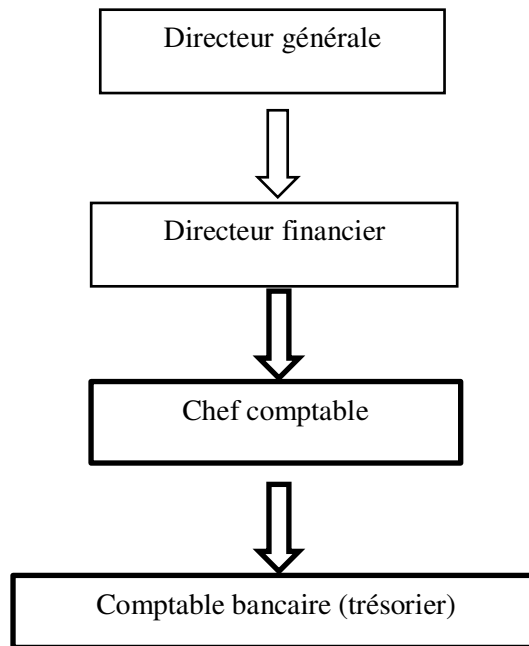 Directeur générale
Directeur financier
Chef comptable
Comptable bancaire (trésorier)